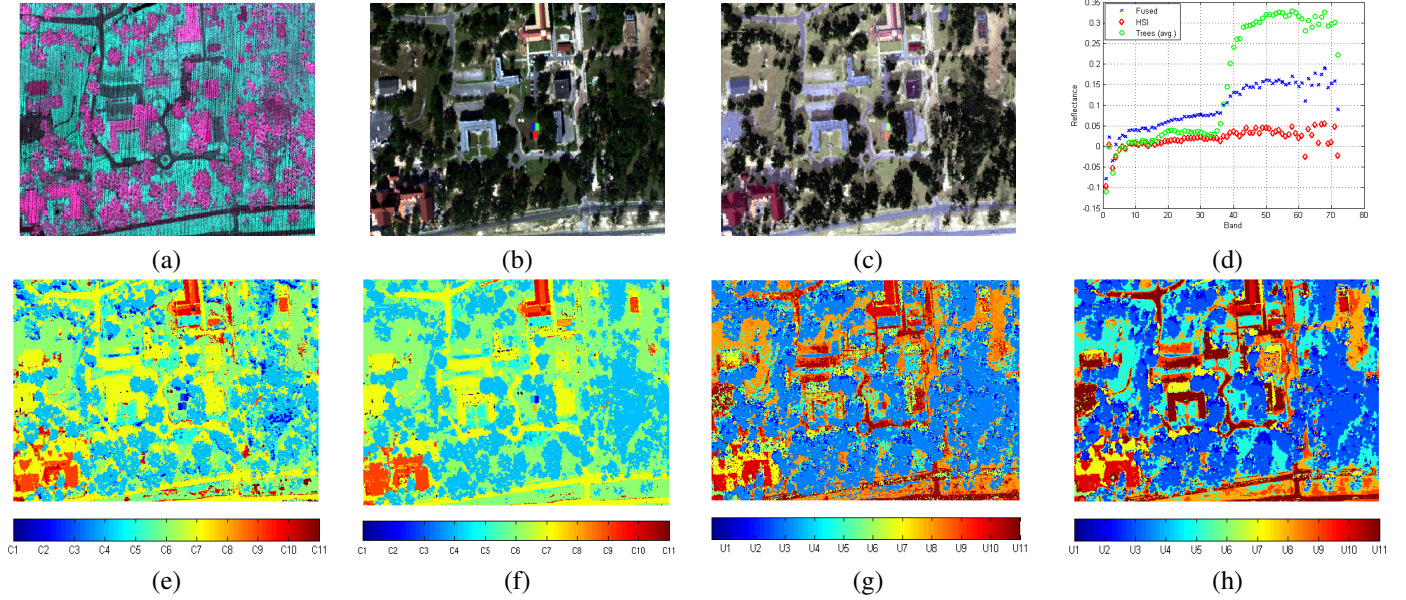 Fused
HSI
Trees (avg.)
0.35
0.3
0.25
0.2
0.15
0.1
0.05
0
-0.05
-0.1
-0.15
Reflectance
0 10 20 30 40 50 60 70 80
Band
(a) (b) (c) (d)
C1 C2 C3 C4 C5 C6 C7 C8 C9 C10 C11
C1 C2 C3 C4 C5 C6 C7 C8 C9 C10 C11
U1 U2 U3 U4 U5 U6 U7 U8 U9 U10 U11
U1 U2 U3 U4 U5 U6 U7 U8 U9 U10 U11
(e) (f) (g) (h)